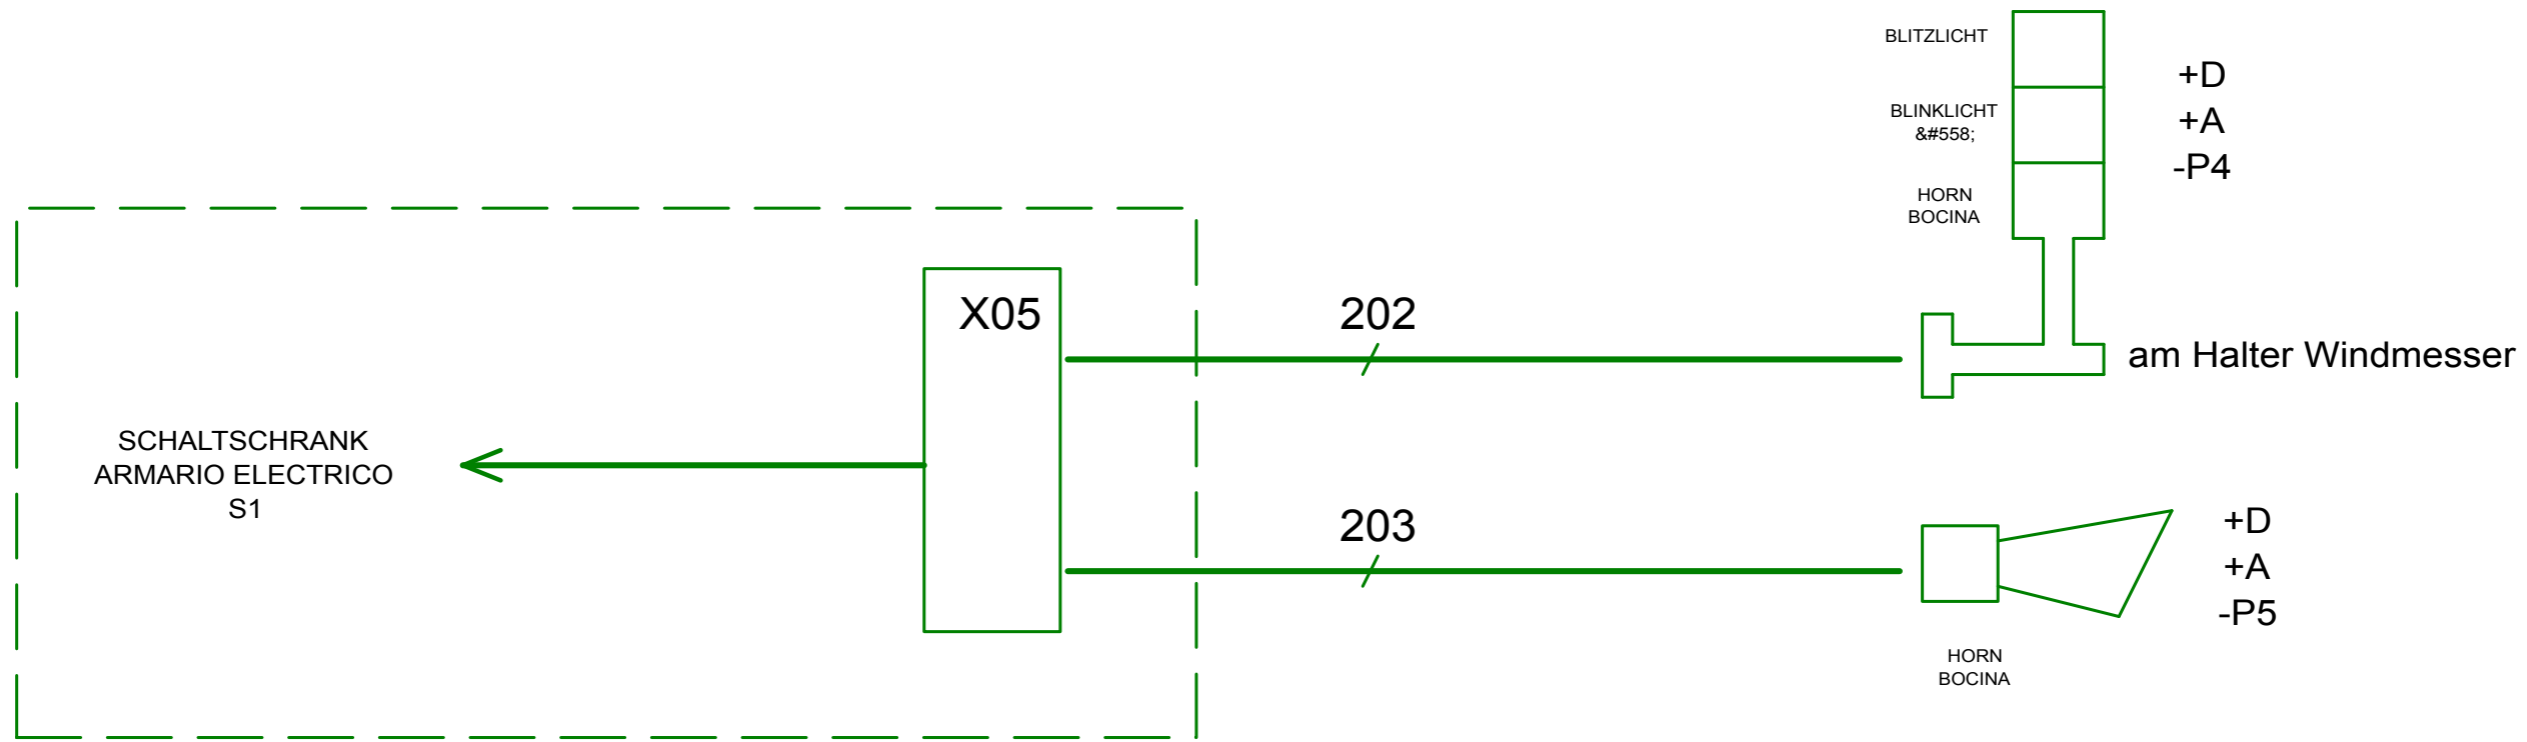 BLITZLICHT
+D
BLINKLICHT
&#558;
+A
-P4
HORN
BOCINA
X05
202
am Halter Windmesser
SCHALTSCHRANK
ARMARIO ELECTRICO
S1
203
+D
+A
-P5
HORN
BOCINA